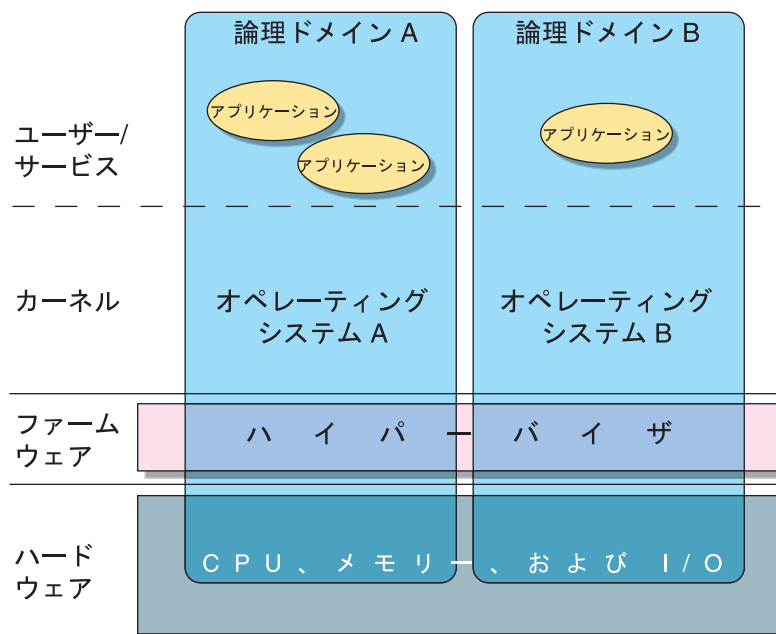 論理ドメイン A
論理ドメイン B
アプリケーション
アプリケーション
アプリケーション
ユーザー/
サービス
カーネル
オペレーティング
システム A
オペレーティング
システム B
ファーム
ウェア
ハイパーバイザ
ハード
ウェア
CPU、メモリー、および I/O